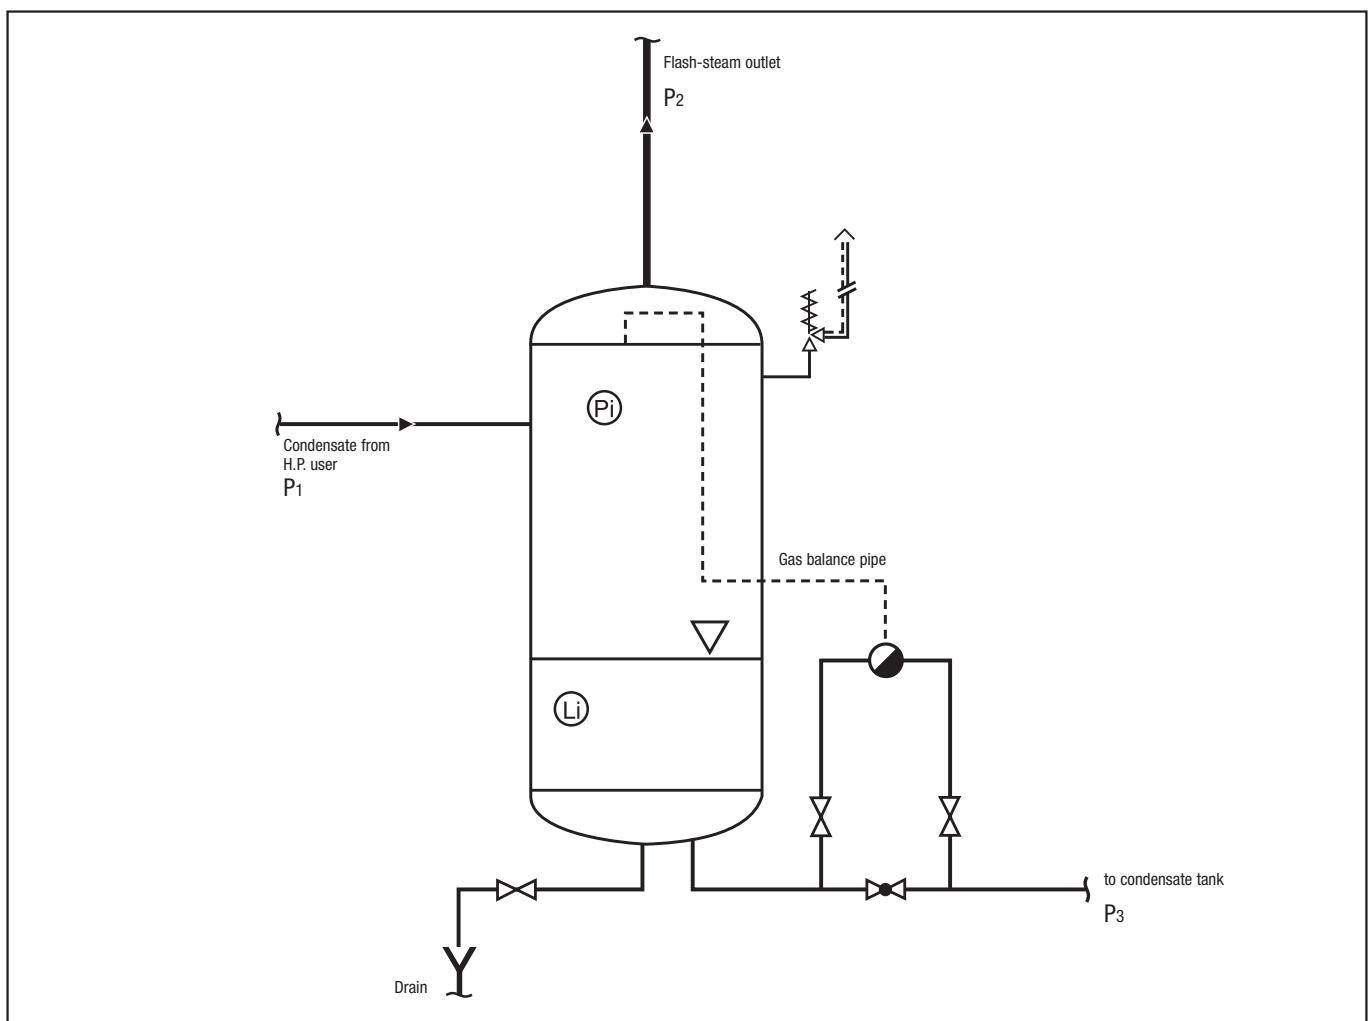 Flash-steam outlet
P2
Pi
Condensate from
H.P. user
P1
Gas balance pipe
Li
to condensate tank
P3
Drain